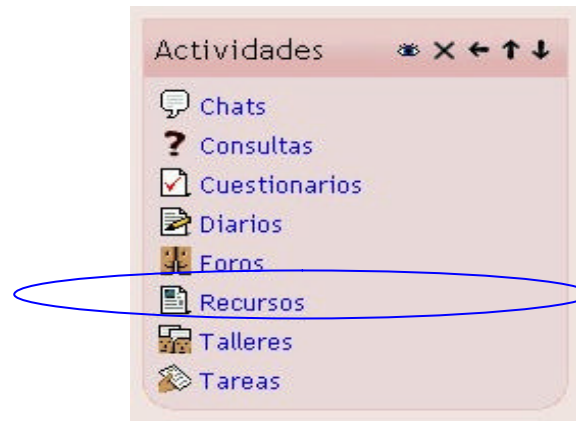 Actividades
Chats
Consultas
Cuestionarios
Diarios
Foros
Recursos
Talleres
Tareas